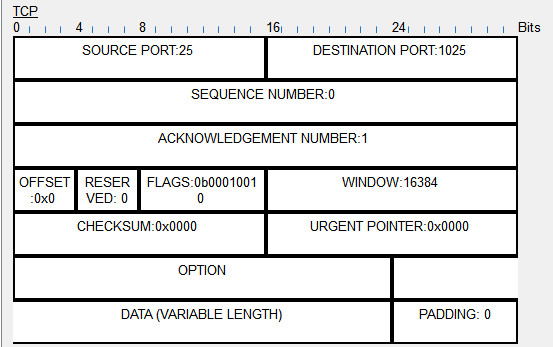 TCP
0 4 8 16 24 Bits
SOURCE PORT:25 DESTINATION PORT:1025
SEQUENCE NUMBER:0
ACKNOWLEDGEMENT NUMBER:1
OFFSET RESER FLAGS:0b0001001 WINDOW:16384
:0x0 VED: 0 0
CHECKSUM:0x0000 URGENT POINTER:0x0000
OPTION
DATA (VARIABLE LENGTH) PADDING: 0